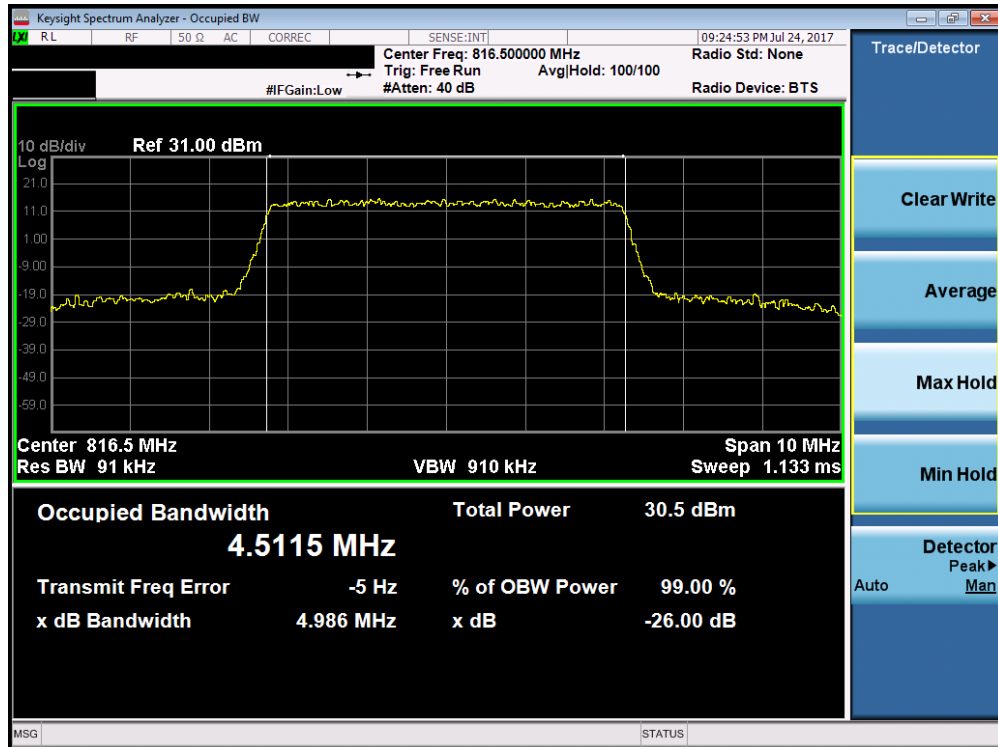 Keysight Spectrum Analyzer - Occupied BW
LXI RL RF 50 Ω AC CORREC SENSE:INT 09:24:53 PM Jul 24, 2017
Center Freq: 816.500000 MHz Radio Std: None
Trig: Free Run Avg|Hold: 100/100
#IFGain:Low #Atten: 40 dB Radio Device: BTS
10 dB/div Ref 31.00 dBm
Log
21.0
11.0
1.00
-9.00
-19.0
-29.0
-39.0
-49.0
-59.0
Center 816.5 MHz Span 10 MHz
Res BW 91 kHz VBW 910 kHz Sweep 1.133 ms
Occupied Bandwidth Total Power 30.5 dBm
4.5115 MHz
Transmit Freq Error -5 Hz % of OBW Power 99.00 %
x dB Bandwidth 4.986 MHz x dB -26.00 dB
Trace/Detector
Clear Write
Average
Max Hold
Min Hold
Detector
Peak▶
Auto Man
MSG STATUS